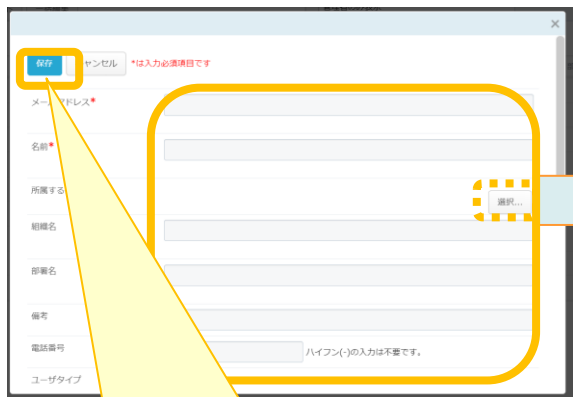 ×
保存 ャンセル *は入力必須項目です
メールアドレス*
名前*
所属する
選択...
組織名
部署名
備考
電話番号 ハイフン(-)の入力は不要です。
ユーザタイプ